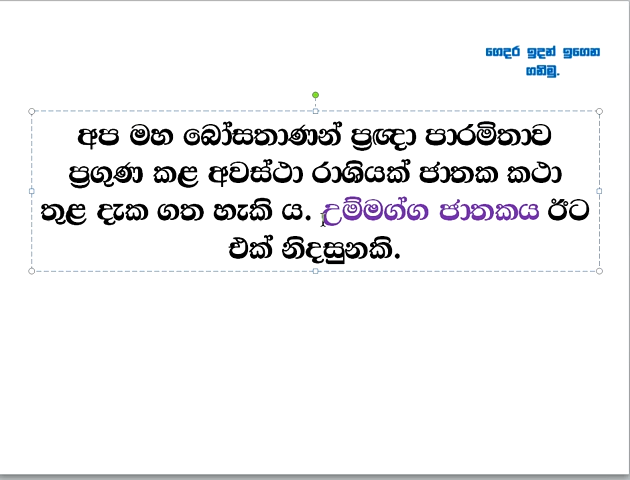 ගෙදර ඉදන් ඉගෙන
ගනිමු.
අප මහ බෝසතාණන් ප්‍රඥා පාරමිතාව
ප්‍රගුණ කළ අවස්ථා රාශියක් ජාතක කථා
තුළ දැක ගත හැකි ය. උම්මග්ග ජාතකය ඊට
එක් නිදසුනකි.